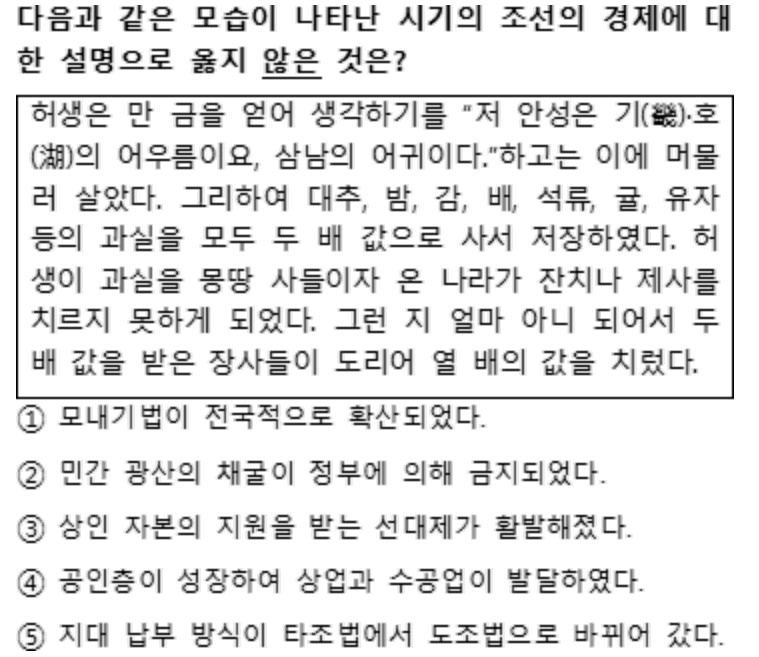 다음과 같은 모습이 나타난 시기의 조선의 경제에 대
한 설명으로 옳지 않은 것은?
허생은 만 금을 얻어 생각하기를 “저 안성은 기(畿)·호
(湖)의 어우름이요, 삼남의 어귀이다.”하고는 이에 머물
러 살았다. 그리하여 대추, 밤, 감, 배, 석류, 귤, 유자
등의 과실을 모두 두 배 값으로 사서 저장하였다. 허
생이 과실을 몽땅 사들이자 온 나라가 잔치나 제사를
치르지 못하게 되었다. 그런 지 얼마 아니 되어서 두
배 값을 받은 장사들이 도리어 열 배의 값을 치렀다.
① 모내기법이 전국적으로 확산되었다.
② 민간 광산의 채굴이 정부에 의해 금지되었다.
③ 상인 자본의 지원을 받는 선대제가 활발해졌다.
④ 공인층이 성장하여 상업과 수공업이 발달하였다.
⑤ 지대 납부 방식이 타조법에서 도조법으로 바뀌어 갔다.